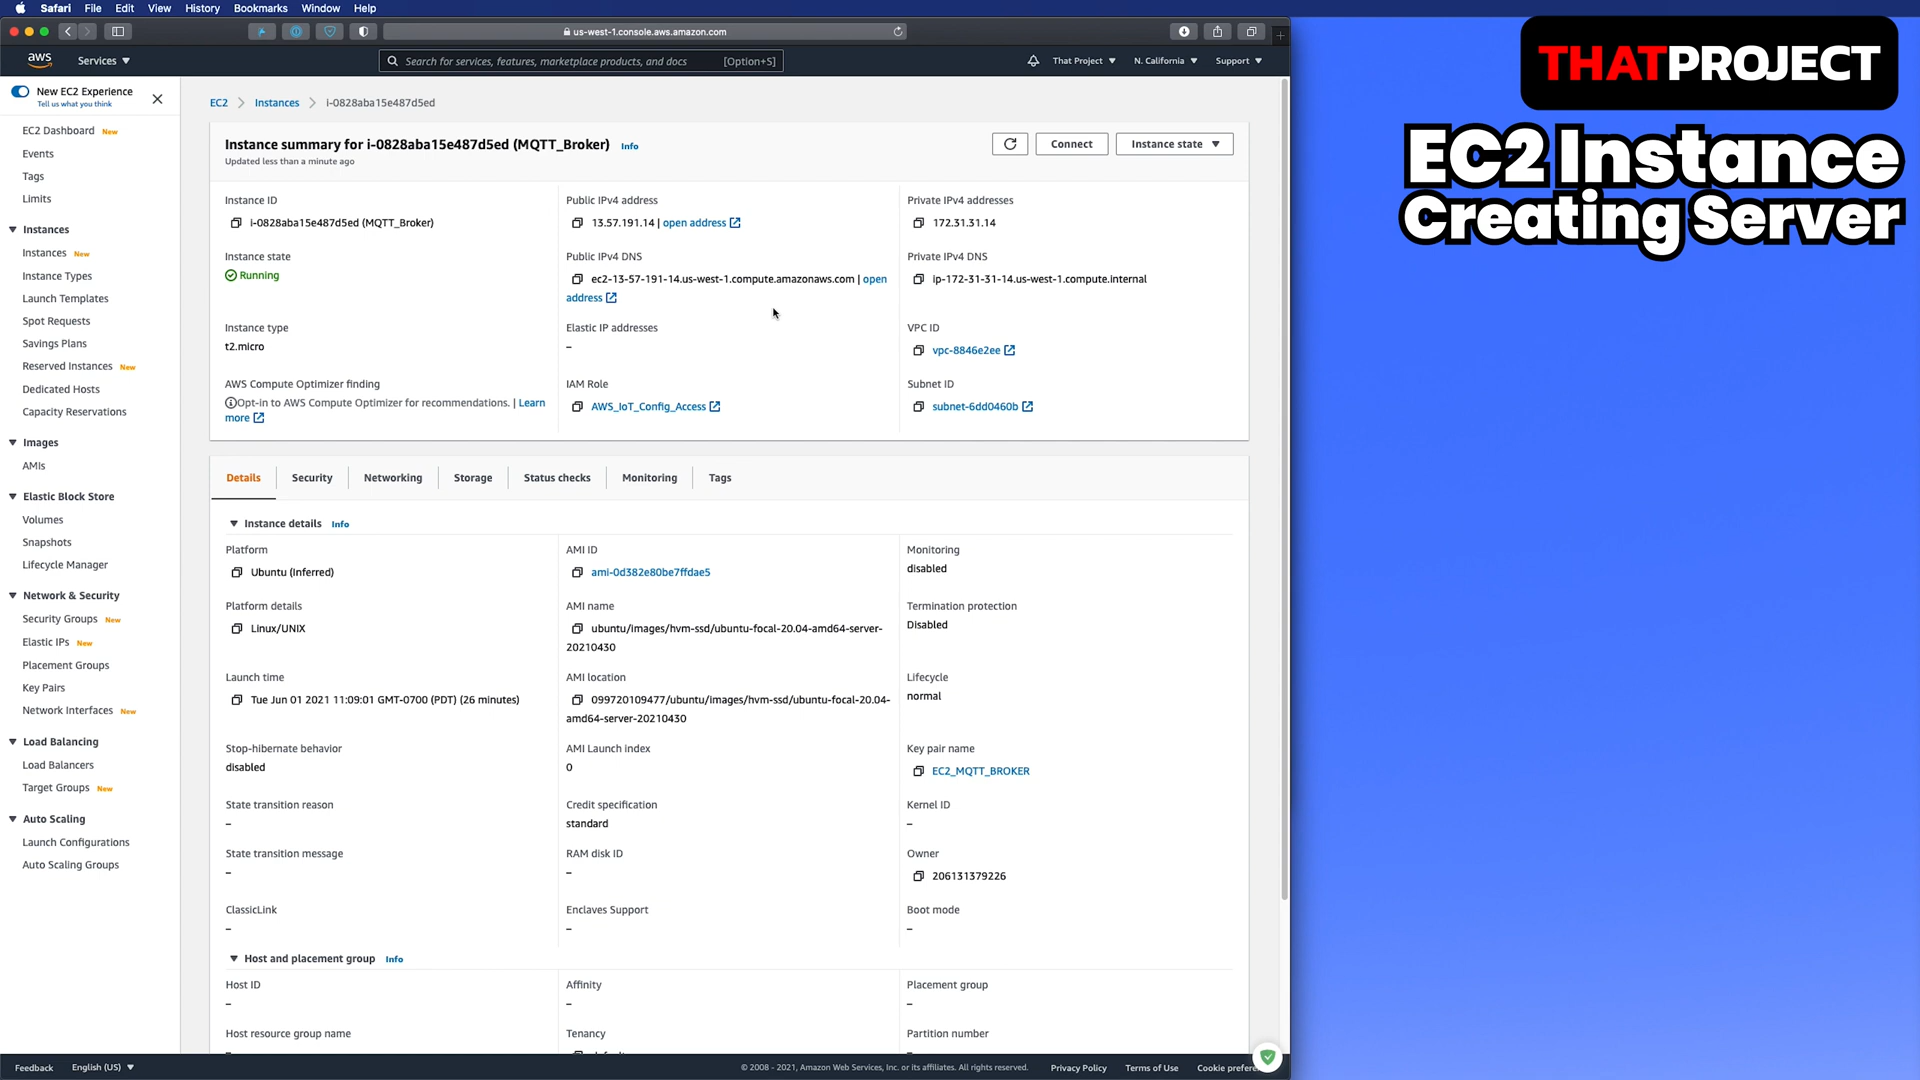 Safari File Edit View History Bookmarks Window Help
us-west-1.console.aws.amazon.com
aws Services Search for services, features, marketplace products, and docs [Option+S] That Project N. California Support
New EC2 Experience
Tell us what you think
EC2 Dashboard New
Events
Tags
Limits
Instances
Instances New
Instance Types
Launch Templates
Spot Requests
Savings Plans
Reserved Instances New
Dedicated Hosts
Capacity Reservations
Images
AMIs
Elastic Block Store
Volumes
Snapshots
Lifecycle Manager
Network & Security
Security Groups New
Elastic IPs New
Placement Groups
Key Pairs
Network Interfaces New
Load Balancing
Load Balancers
Target Groups New
Auto Scaling
Launch Configurations
Auto Scaling Groups
EC2 Instances i-0828aba15e487d5ed
Instance summary for i-0828aba15e487d5ed (MQTT_Broker) Info
Updated less than a minute ago
Connect
Instance state
Instance ID
i-0828aba15e487d5ed (MQTT_Broker)
Public IPv4 address
13.57.191.14 | open address
Private IPv4 addresses
172.31.31.14
Instance state
Running
Public IPv4 DNS
ec2-13-57-191-14.us-west-1.compute.amazonaws.com | open
address
Private IPv4 DNS
ip-172-31-31-14.us-west-1.compute.internal
Instance type
t2.micro
Elastic IP addresses
–
VPC ID
vpc-8846e2ee
AWS Compute Optimizer finding
Opt-in to AWS Compute Optimizer for recommendations. | Learn
more
IAM Role
AWS_IoT_Config_Access
Subnet ID
subnet-6dd0460b
Details Security Networking Storage Status checks Monitoring Tags
Instance details Info
Platform
Ubuntu (Inferred)
AMI ID
ami-0d382e80be7ffdae5
Monitoring
disabled
Platform details
Linux/UNIX
AMI name
ubuntu/images/hvm-ssd/ubuntu-focal-20.04-amd64-server-
20210430
Termination protection
Disabled
Launch time
Tue Jun 01 2021 11:09:01 GMT-0700 (PDT) (26 minutes)
AMI location
099720109477/ubuntu/images/hvm-ssd/ubuntu-focal-20.04-
amd64-server-20210430
Lifecycle
normal
Stop-hibernate behavior
disabled
AMI Launch index
0
Key pair name
EC2_MQTT_BROKER
State transition reason
–
Credit specification
standard
Kernel ID
–
State transition message
–
RAM disk ID
–
Owner
206131379226
ClassicLink
–
Enclaves Support
–
Boot mode
–
Host and placement group Info
Host ID
–
Affinity
–
Placement group
–
Host resource group name
Tenancy
Partition number
Feedback English (US) © 2008 - 2021, Amazon Web Services, Inc. or its affiliates. All rights reserved. Privacy Policy Terms of Use Cookie
THATPROJECT
EC2 Instance
Creating Server